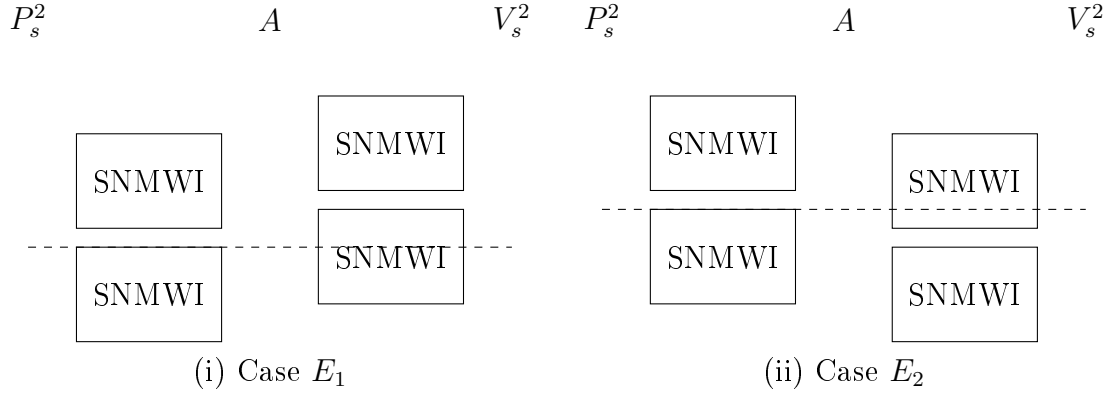 $P_s^2$ $A$ $V_s^2$ $P_s^2$ $A$ $V_s^2$
SNMWI SNMWI
SNMWI SNMWI
SNMWI SNMWI
SNMWI SNMWI
(i) Case $E_1$ (ii) Case $E_2$